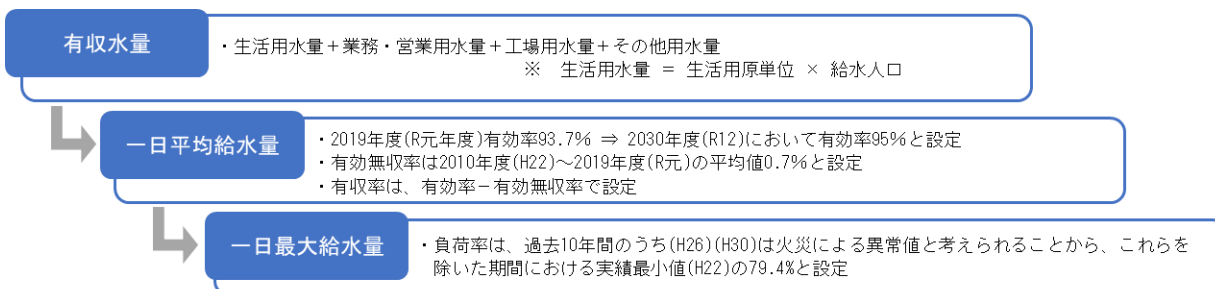 有収水量
・生活用水量＋業務・営業用水量＋工場用水量＋その他用水量
※　生活用水量 ＝ 生活用原単位 × 給水人口
一日平均給水量
・2019年度(R元年度)有効率93.7% ⇒ 2030年度(R12)において有効率95%と設定
・有効無収率は2010年度(H22)～2019年度(R元)の平均値0.7%と設定
・有収率は、有効率－有効無収率で設定
一日最大給水量
・負荷率は、過去10年間のうち(H26)(H30)は火災による異常値と考えられることから、これらを
除いた期間における実績最小値(H22)の79.4%と設定